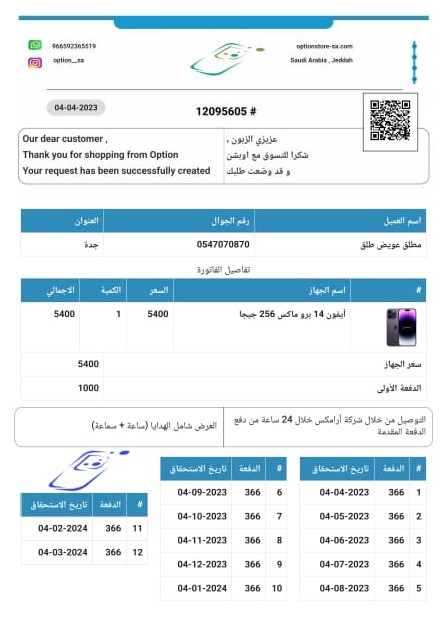 966592365519
optionstore-sa.com
option__sa
Saudi Arabia , Jeddah
04-04-2023
12095605 #
Our dear customer ,
عزيزي الزبون ،
Thank you for shopping from Option
شكرا للتسوق مع اوبشن
Your request has been successfully created
و قد وضعت طلبك
اسم العميل رقم الجوال العنوان
مطلق عويض طلق 0547070870 جدة
تفاصيل الفاتورة
# اسم الجهاز السعر الكمية الاجمالي
أيفون 14 برو ماكس 256 جيجا 5400 1 5400
سعر الجهاز 5400
الدفعة الأولى 1000
التوصيل من خلال شركة أرامكس خلال 24 ساعة من دفع
الدفعة المقدمة
العرض شامل الهدايا (ساعة + سماعة)
# الدفعة تاريخ الاستحقاق
1 366 04-04-2023
2 366 04-05-2023
3 366 04-06-2023
4 366 04-07-2023
5 366 04-08-2023
# الدفعة تاريخ الاستحقاق
6 366 04-09-2023
7 366 04-10-2023
8 366 04-11-2023
9 366 04-12-2023
10 366 04-01-2024
# الدفعة تاريخ الاستحقاق
11 366 04-02-2024
12 366 04-03-2024